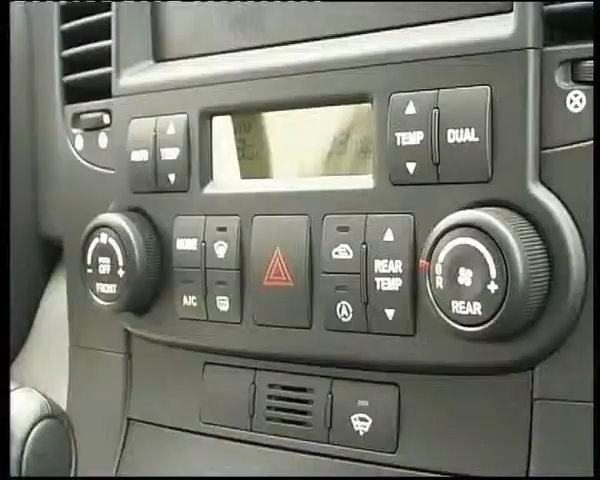 AUTO
TEMP
TEMP
DUAL
MODE
A/C
REAR
TEMP
A
OFF
FRONT
REAR